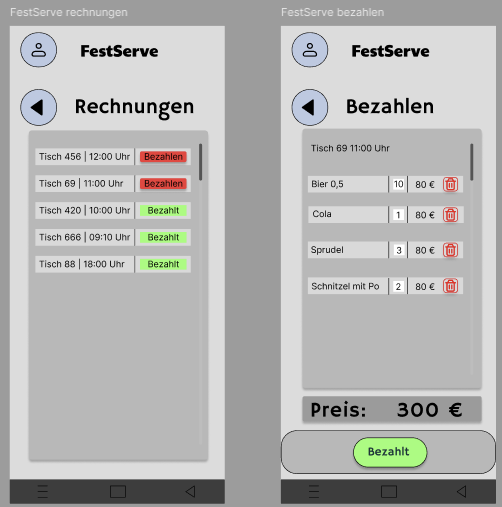 FestServe rechnungen
FestServe
Rechnungen
Tisch 456 | 12:00 Uhr Bezahlen
Tisch 69 | 11:00 Uhr Bezahlen
Tisch 420 | 10:00 Uhr Bezahlt
Tisch 666 | 09:10 Uhr Bezahlt
Tisch 88 | 18:00 Uhr Bezahlt
FestServe bezahlen
FestServe
Bezahlen
Tisch 69 11:00 Uhr
Bier 0,5 10 80 €
Cola 1 80 €
Sprudel 3 80 €
Schnitzel mit Po 2 80 €
Preis: 300 €
Bezahlt